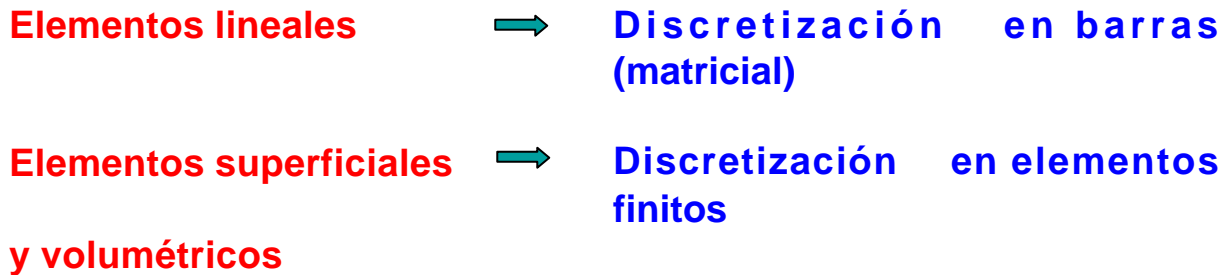 Elementos lineales
Discretización en barras
(matricial)
Elementos superficiales
y volumétricos
Discretización en elementos
finitos